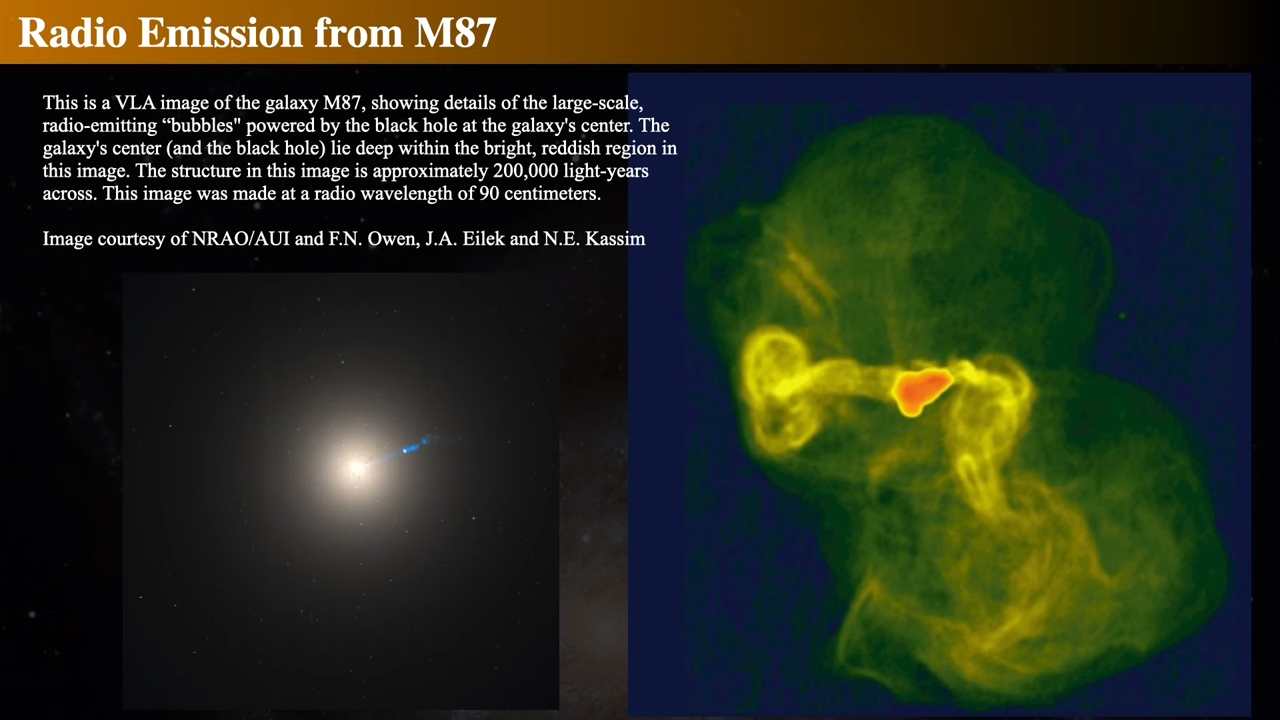 Radio Emission from M87
This is a VLA image of the galaxy M87, showing details of the large-scale,
radio-emitting “bubbles" powered by the black hole at the galaxy's center. The
galaxy's center (and the black hole) lie deep within the bright, reddish region in
this image. The structure in this image is approximately 200,000 light-years
across. This image was made at a radio wavelength of 90 centimeters.
Image courtesy of NRAO/AUI and F.N. Owen, J.A. Eilek and N.E. Kassim